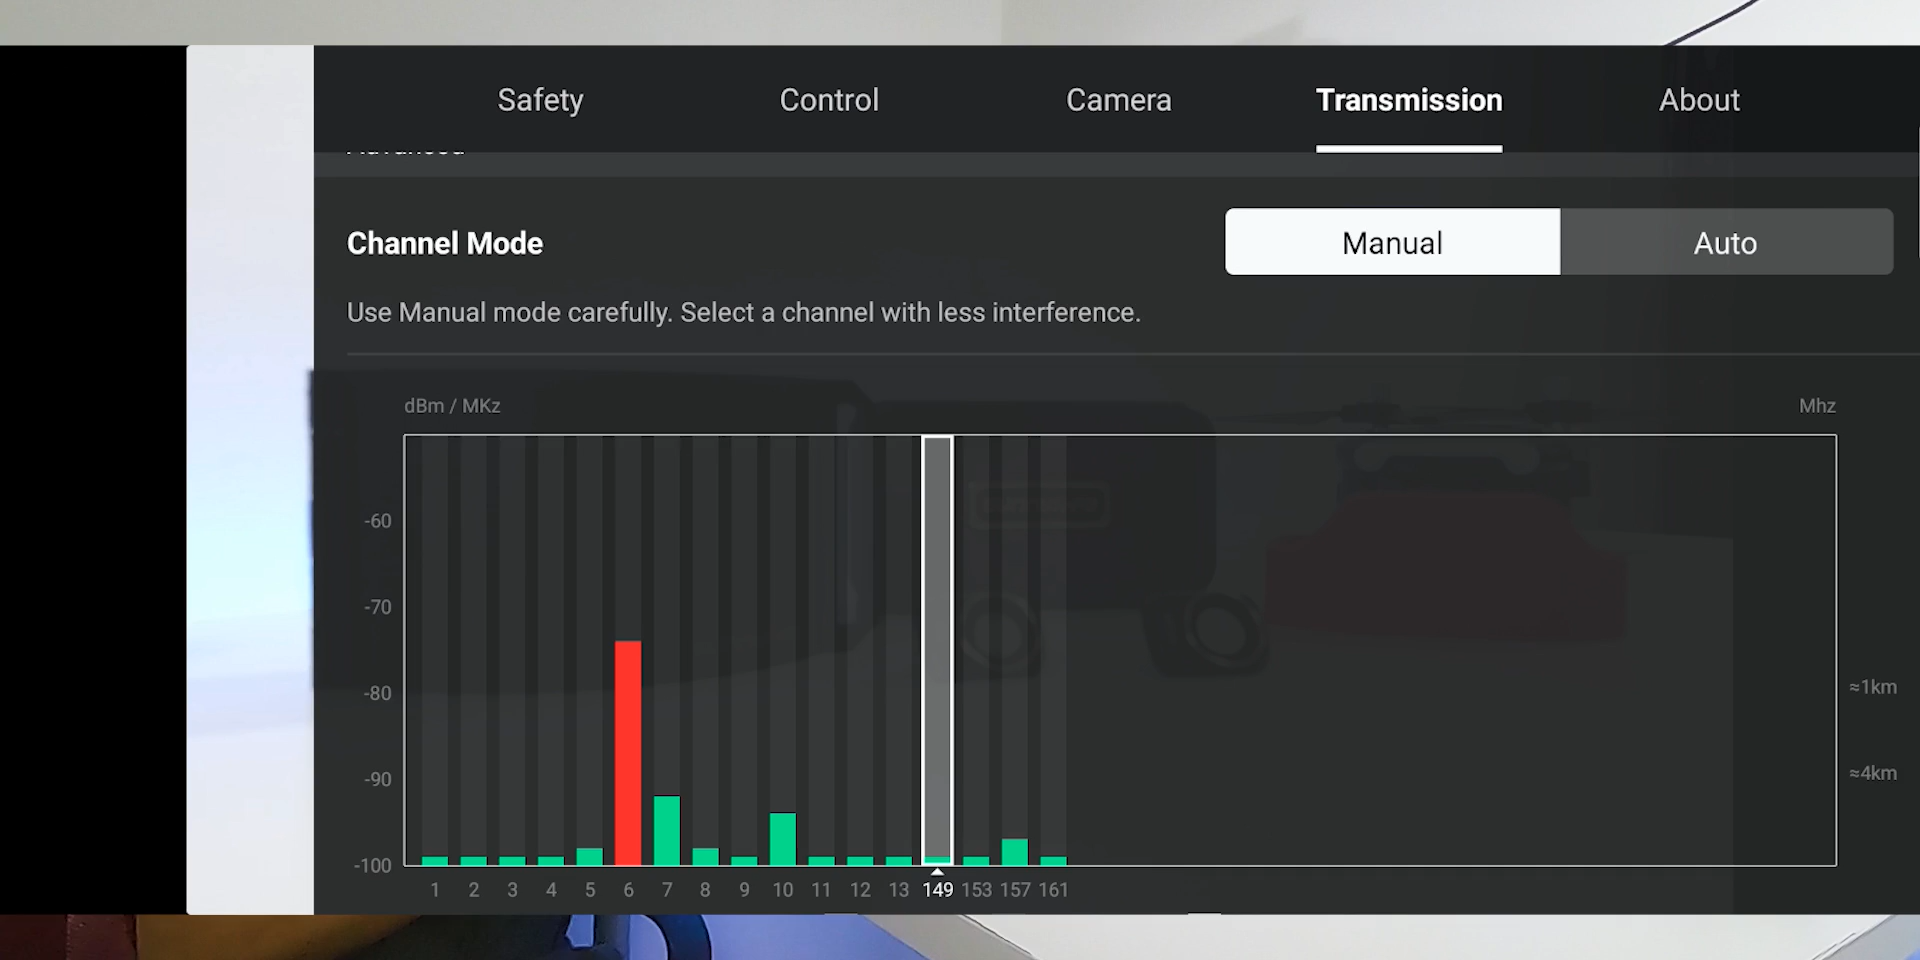 Safety Control Camera Transmission About
Channel Mode Manual Auto
Use Manual mode carefully. Select a channel with less interference.
dBm / MKz Mhz
-60
-70
-80 ≈1km
-90 ≈4km
-100
1 2 3 4 5 6 7 8 9 10 11 12 13 149 153 157 161